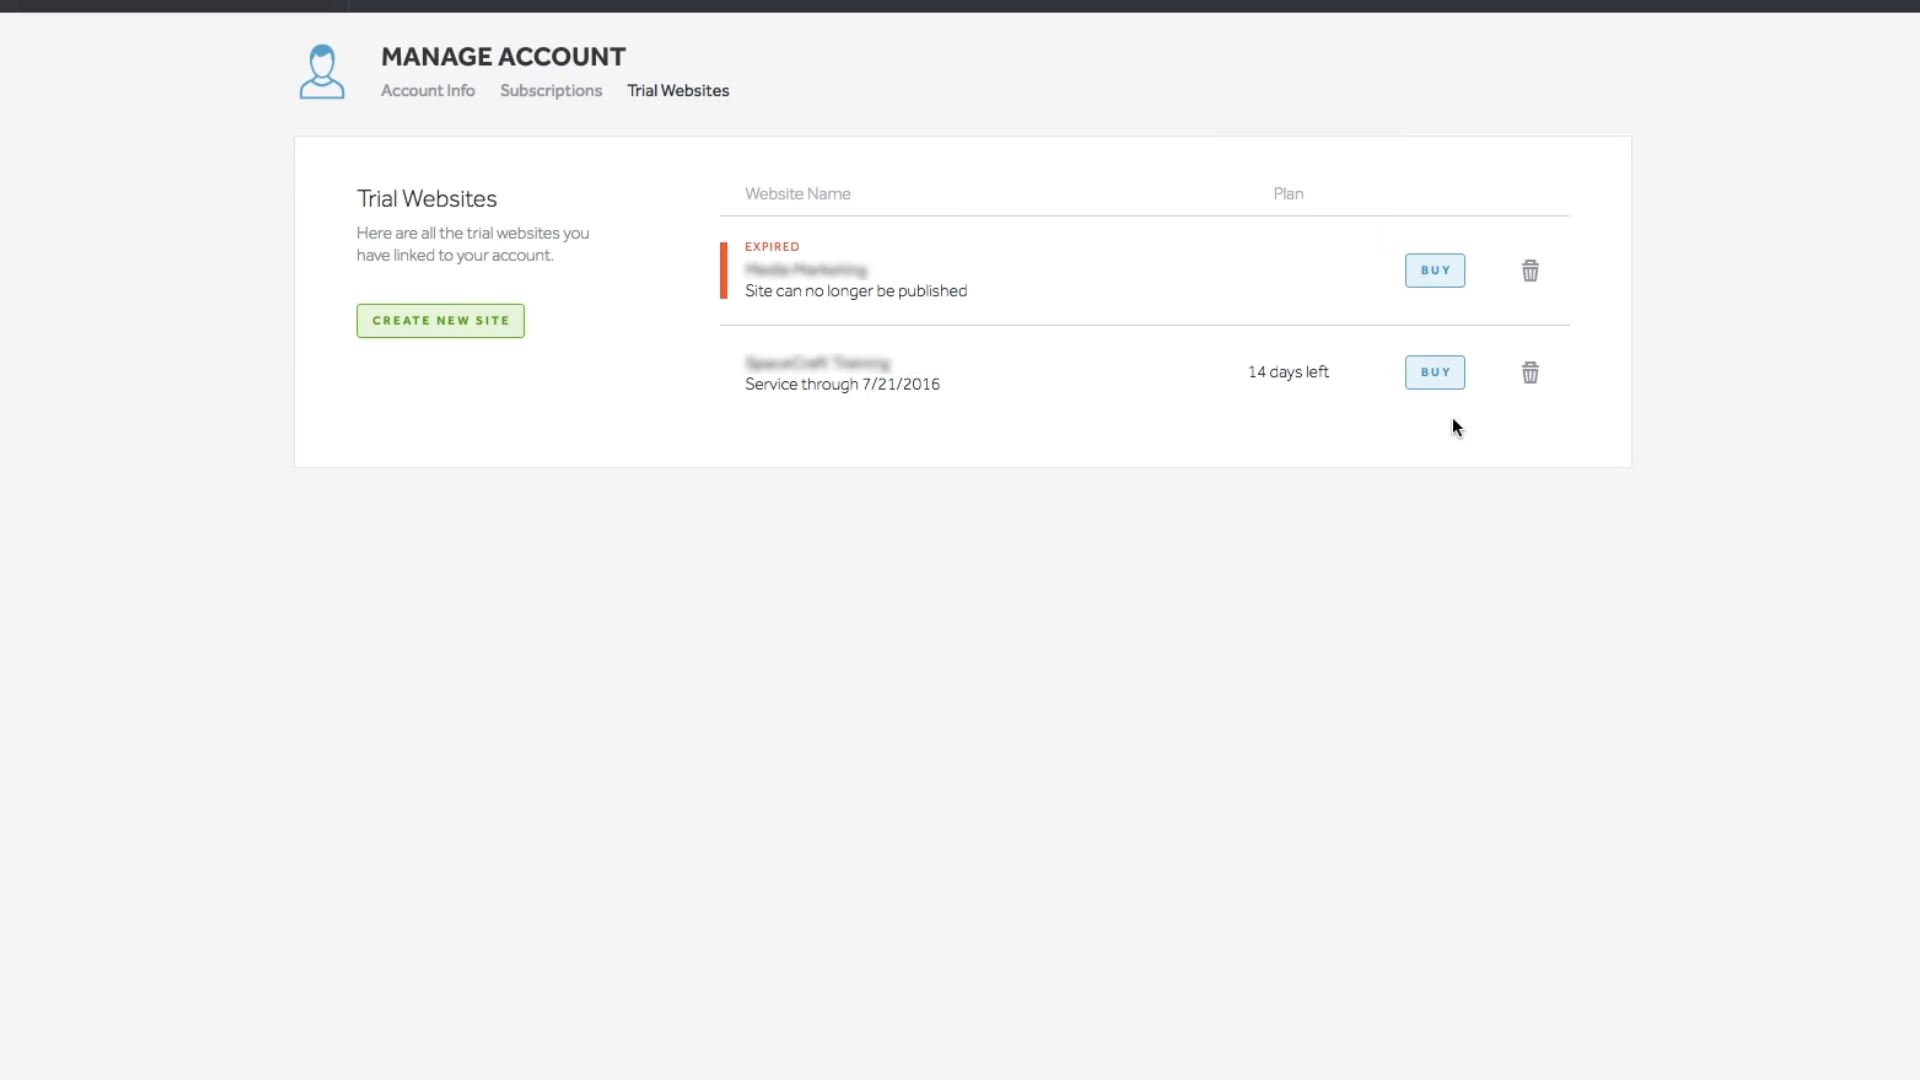 MANAGE ACCOUNT
Account Info Subscriptions Trial Websites
Trial Websites
Here are all the trial websites you
have linked to your account.
CREATE NEW SITE
Website Name Plan
EXPIRED
Site can no longer be published
BUY
Service through 7/21/2016
14 days left
BUY